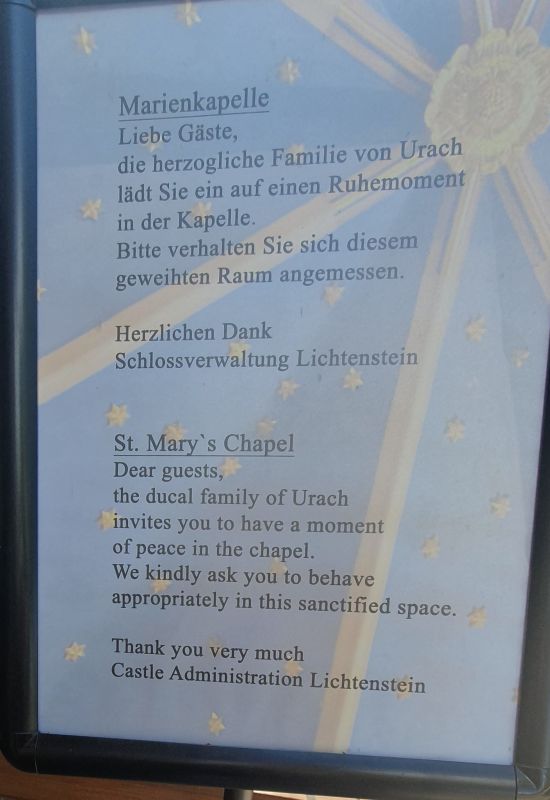 Marienkapelle
Liebe Gäste,
die herzogliche Familie von Urach
lädt Sie ein auf einen Ruhemoment
in der Kapelle.
Bitte verhalten Sie sich diesem
geweihten Raum angemessen.
Herzlichen Dank
Schlossverwaltung Lichtenstein
St. Mary`s Chapel
Dear guests,
the ducal family of Urach
invites you to have a moment
of peace in the chapel.
We kindly ask you to behave
appropriately in this sanctified space.
Thank you very much
Castle Administration Lichtenstein